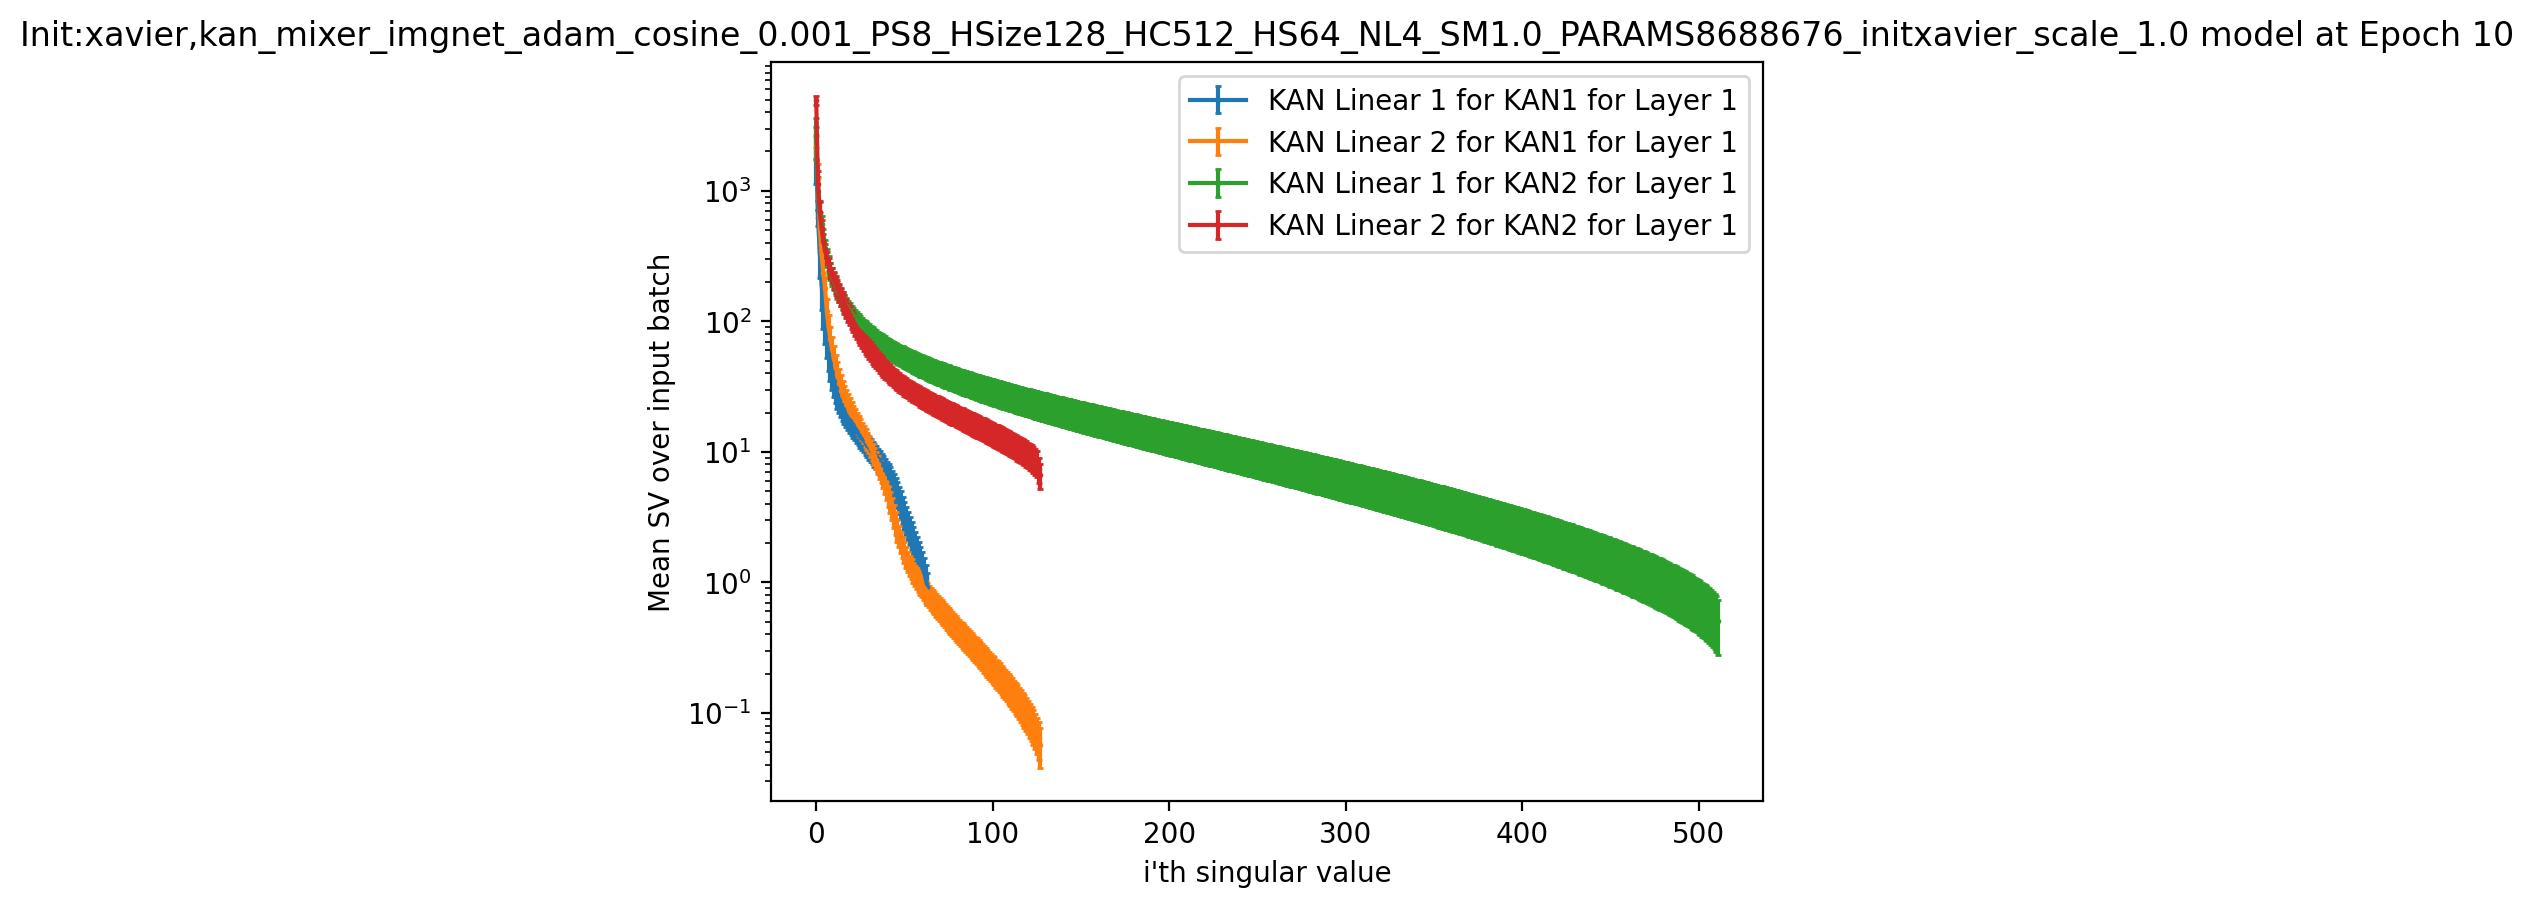 Init:xavier,kan_mixer_imgnet_adam_cosine_0.001_PS8_HSize128_HC512_HS64_NL4_SM1.0_PARAMS8688676_initxavier_scale_1.0 model at Epoch 10
KAN Linear 1 for KAN1 for Layer 1
KAN Linear 2 for KAN1 for Layer 1
KAN Linear 1 for KAN2 for Layer 1
KAN Linear 2 for KAN2 for Layer 1
Mean SV over input batch
10³
10²
10¹
10⁰
10⁻¹
0 100 200 300 400 500
i'th singular value